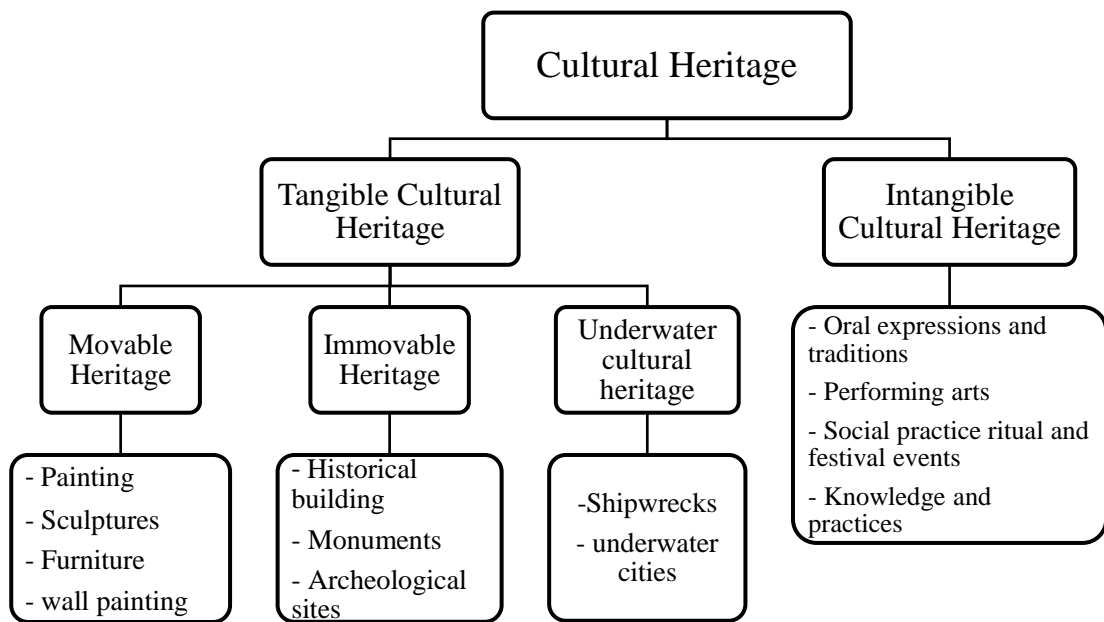 Cultural Heritage
Tangible Cultural
Heritage
Intangible
Cultural Heritage
Movable
Heritage
Immovable
Heritage
Underwater
cultural
heritage
- Oral expressions and
traditions
- Performing arts
- Social practice ritual and
festival events
- Knowledge and
practices
- Painting
- Sculptures
- Furniture
- wall painting
- Historical
building
- Monuments
- Archeological
sites
-Shipwrecks
- underwater
cities